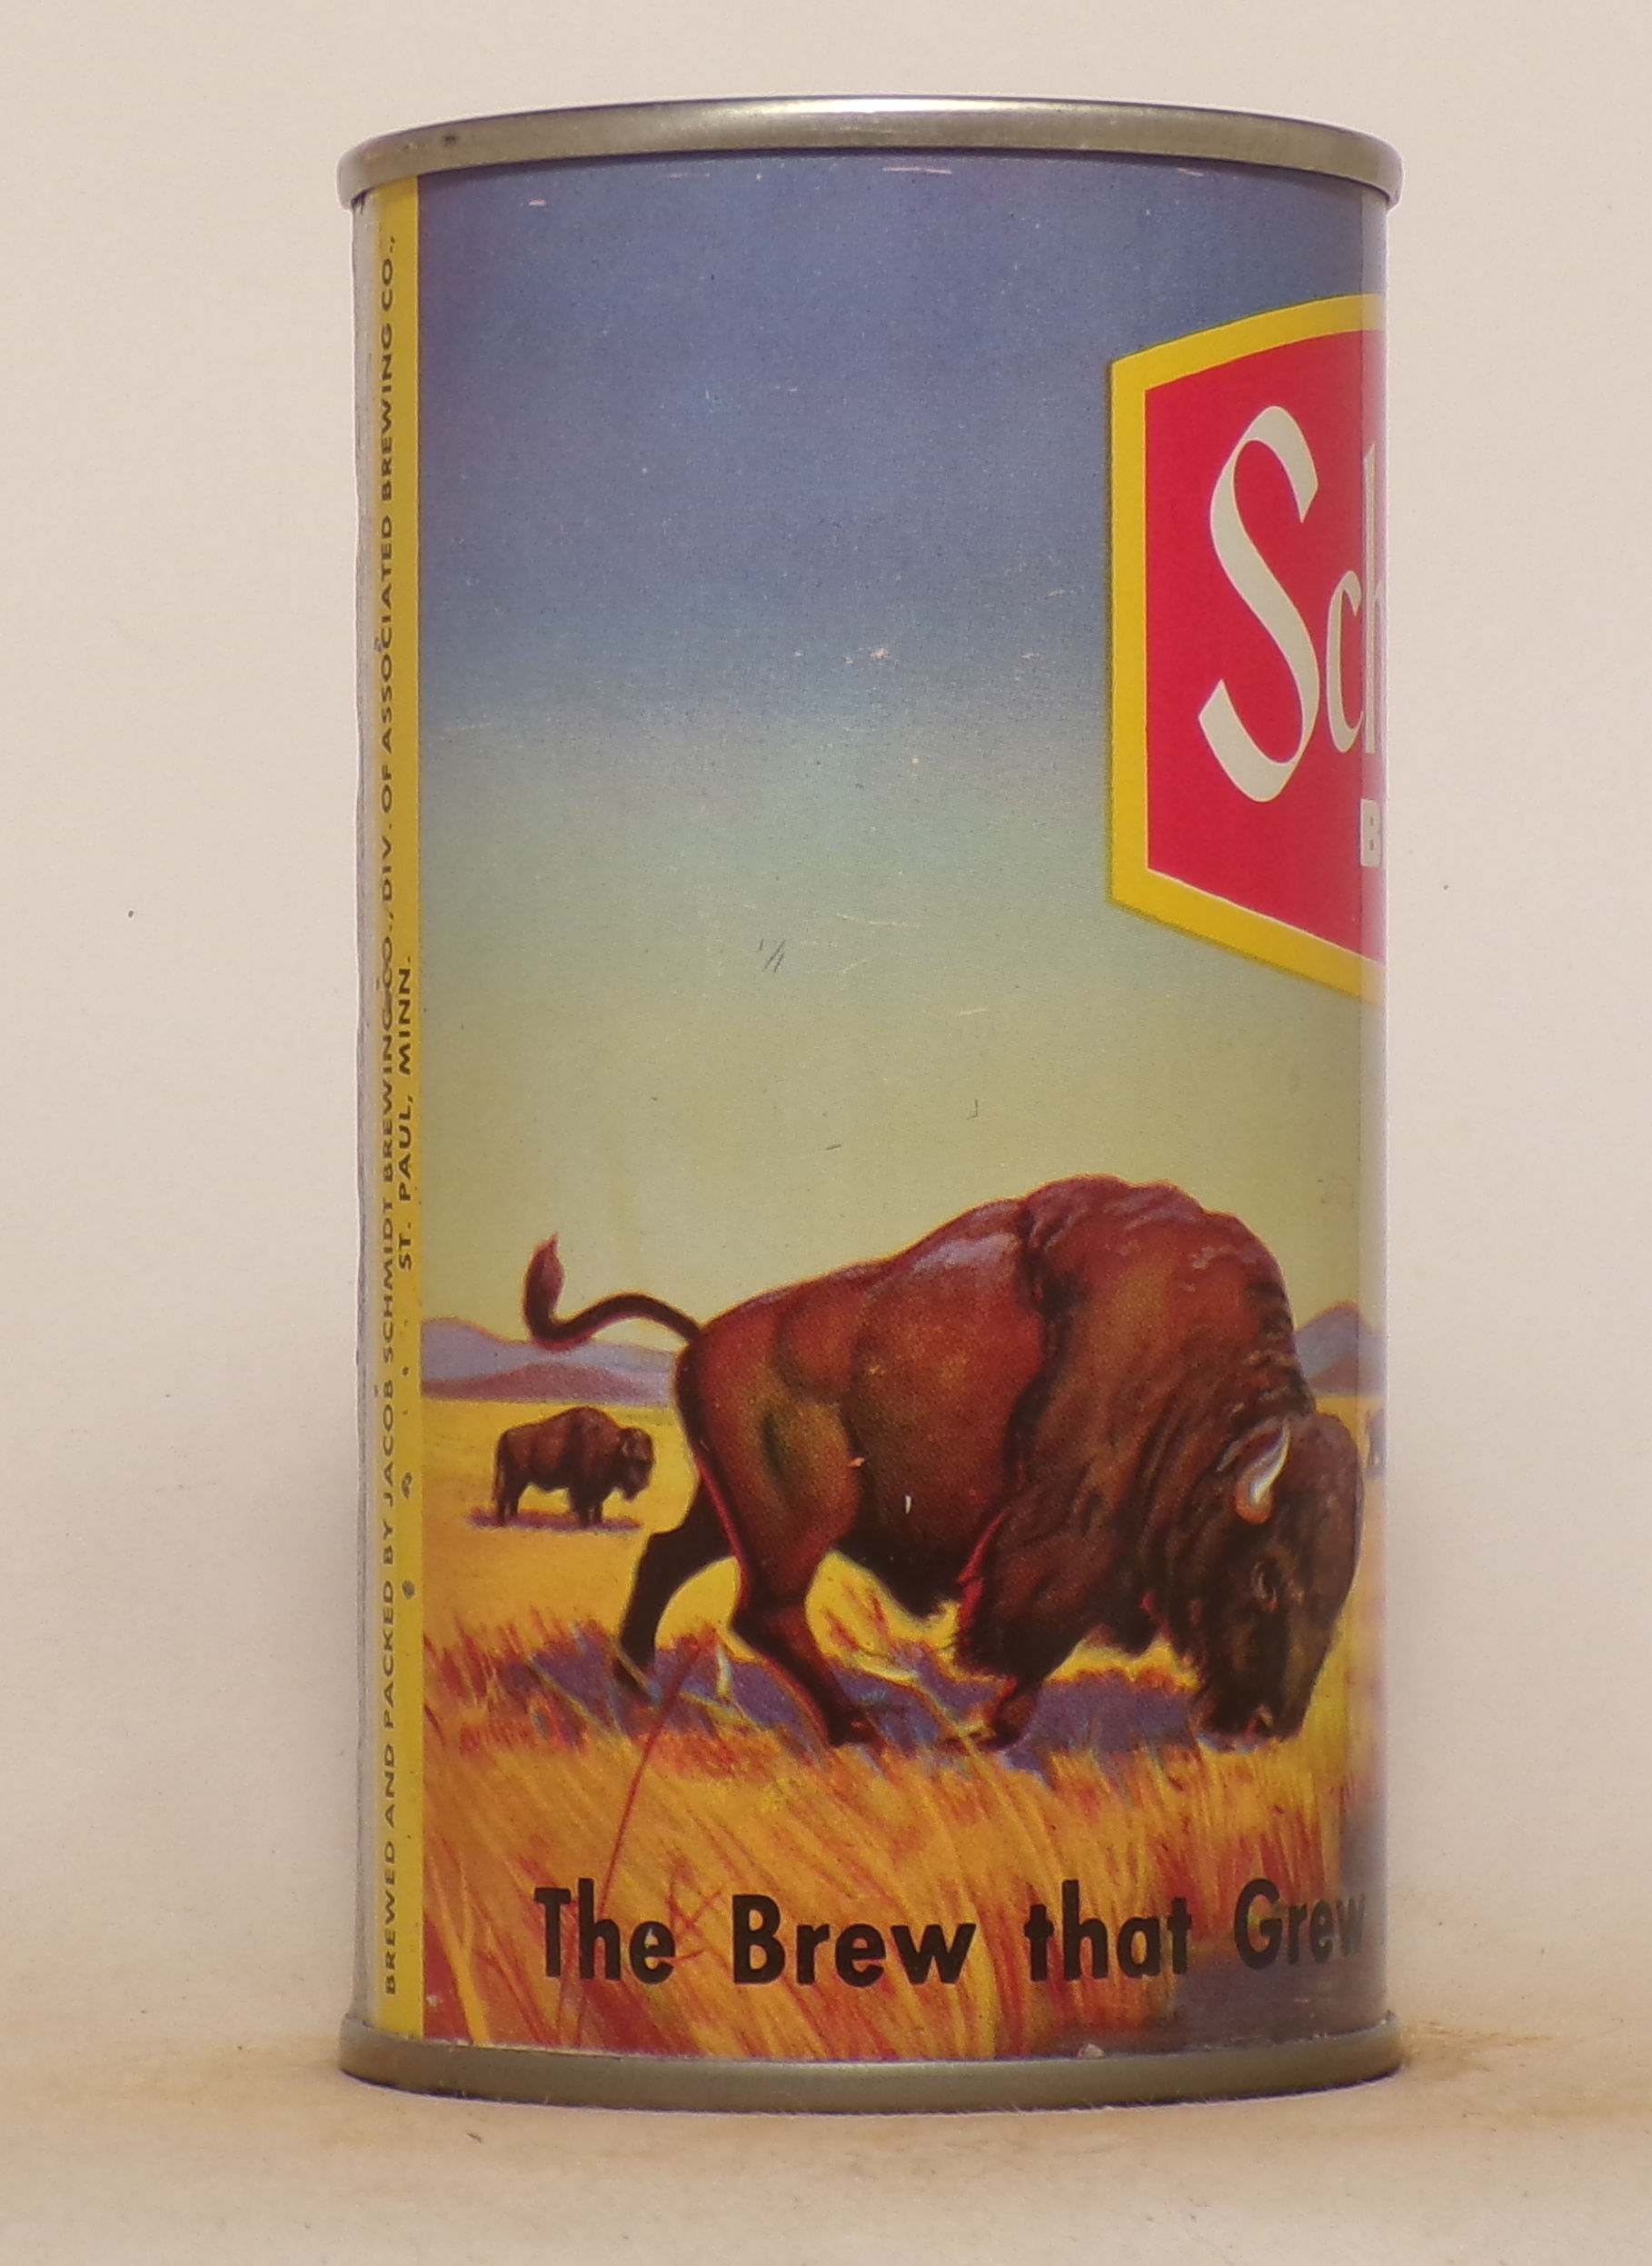 Sch
B
The Brew that Grew
BREWED AND PACKED BY JACOB SCHMIDT BREWING CO., DIV. OF ASSOCIATED BREWING CO.,
ST. PAUL, MINN.